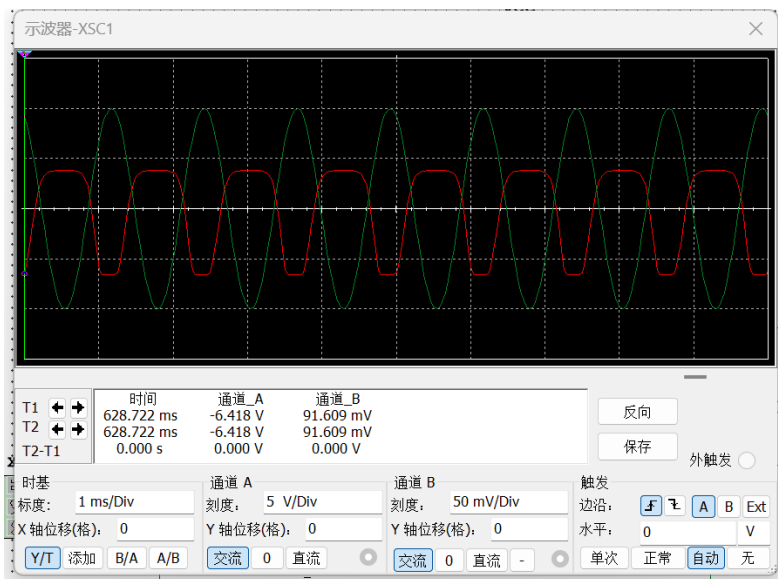 示波器-XSC1
时间 通道_A 通道_B
T1 628.722 ms -6.418 V 91.609 mV
T2 628.722 ms -6.418 V 91.609 mV
T2-T1 0.000 s 0.000 V 0.000 V
反向
保存
外触发
时基
标度： 1 ms/Div
X 轴位移(格)： 0
Y/T 添加 B/A A/B
通道 A
刻度： 5 V/Div
Y 轴位移(格)： 0
交流 0 直流
通道 B
刻度： 50 mV/Div
Y 轴位移(格)： 0
交流 0 直流 -
触发
边沿： A B Ext
水平： 0 V
单次 正常 自动 无